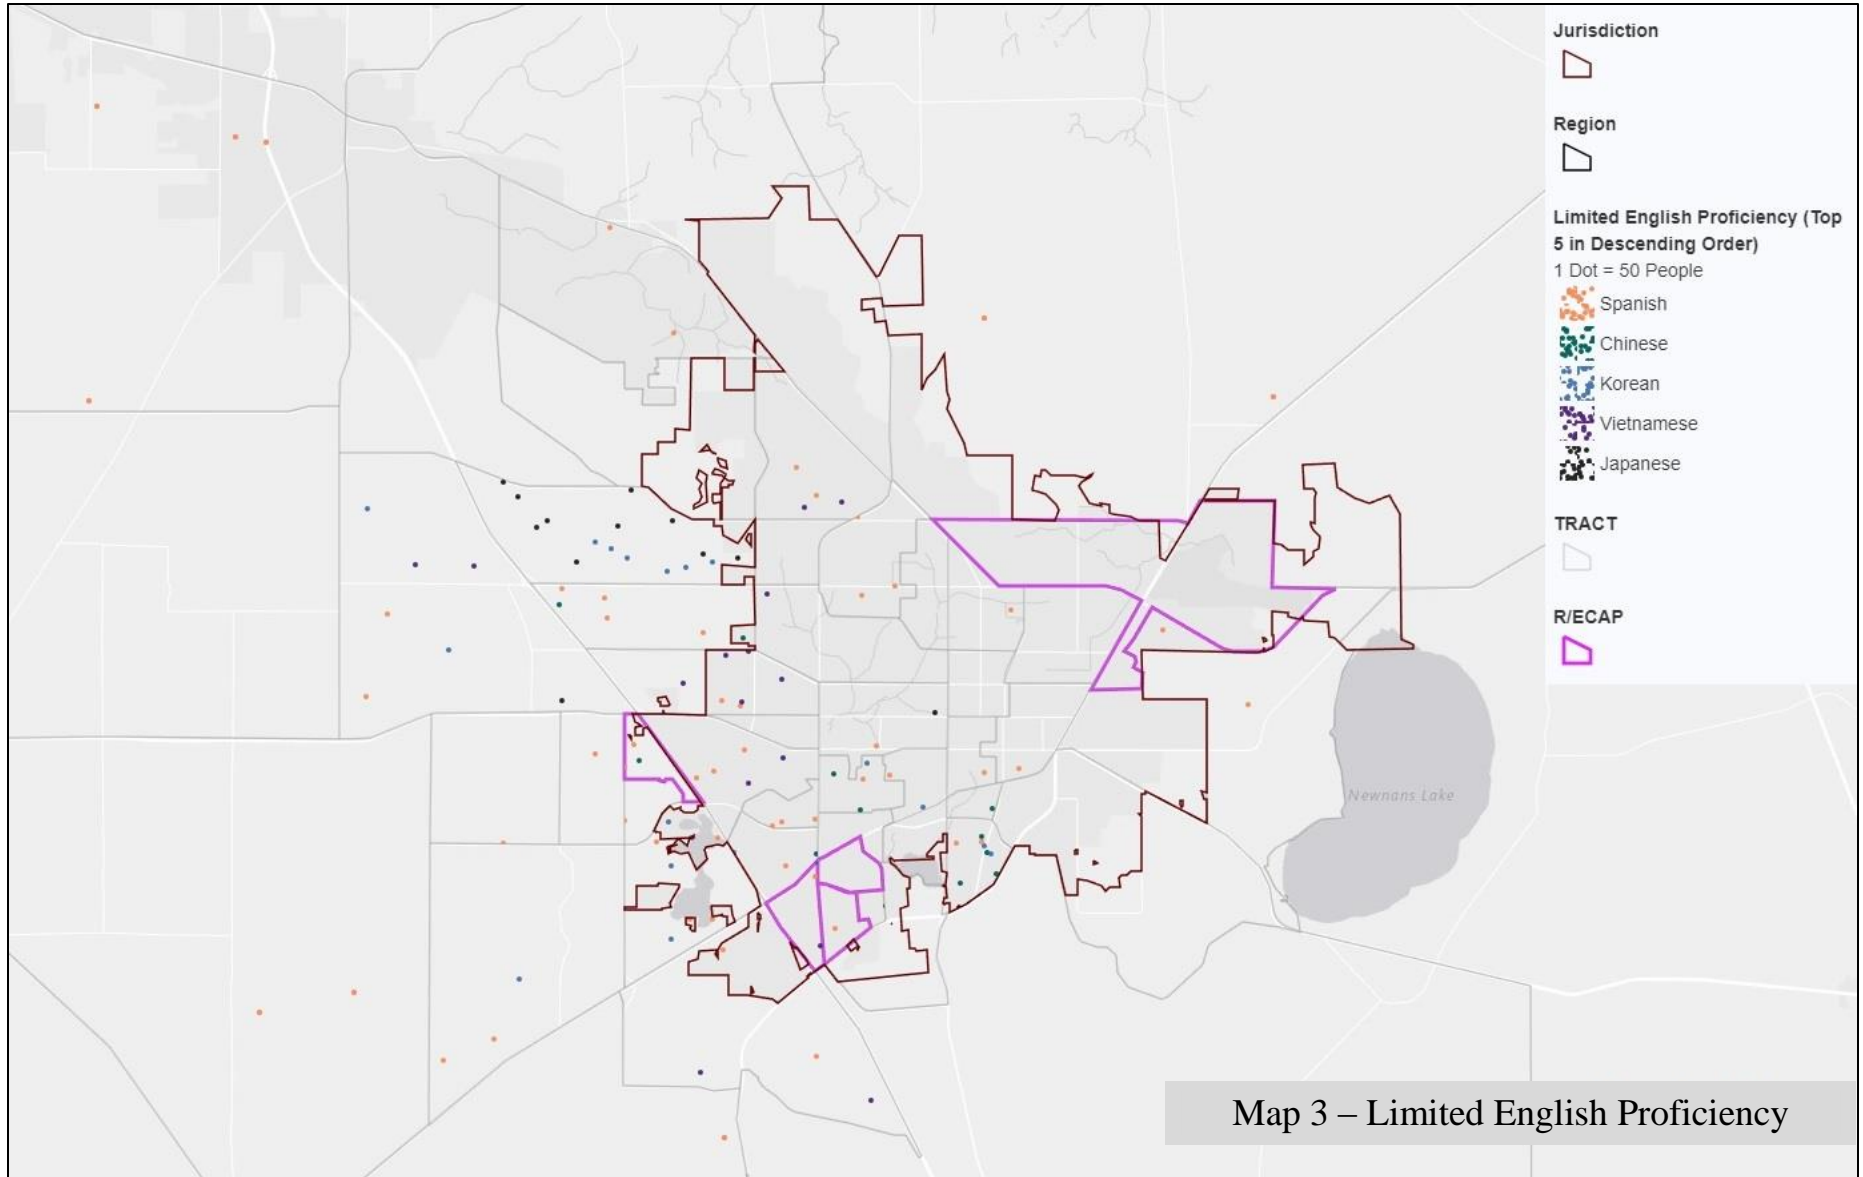 Jurisdiction
Region
Limited English Proficiency (Top
5 in Descending Order)
1 Dot = 50 People
Spanish
Chinese
Korean
Vietnamese
Japanese
TRACT
R/ECAP
Newnans Lake
Map 3 – Limited English Proficiency